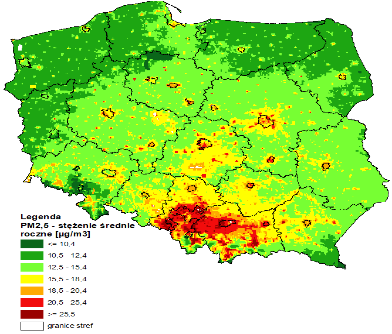 Legenda
PM2,5 - stężenie średnie
roczne [µg/m3]
<= 10,4
10,5 - 12,4
12,5 - 15,4
15,5 - 18,4
18,5 - 20,4
20,5 - 25,4
>= 25,5
granice stref